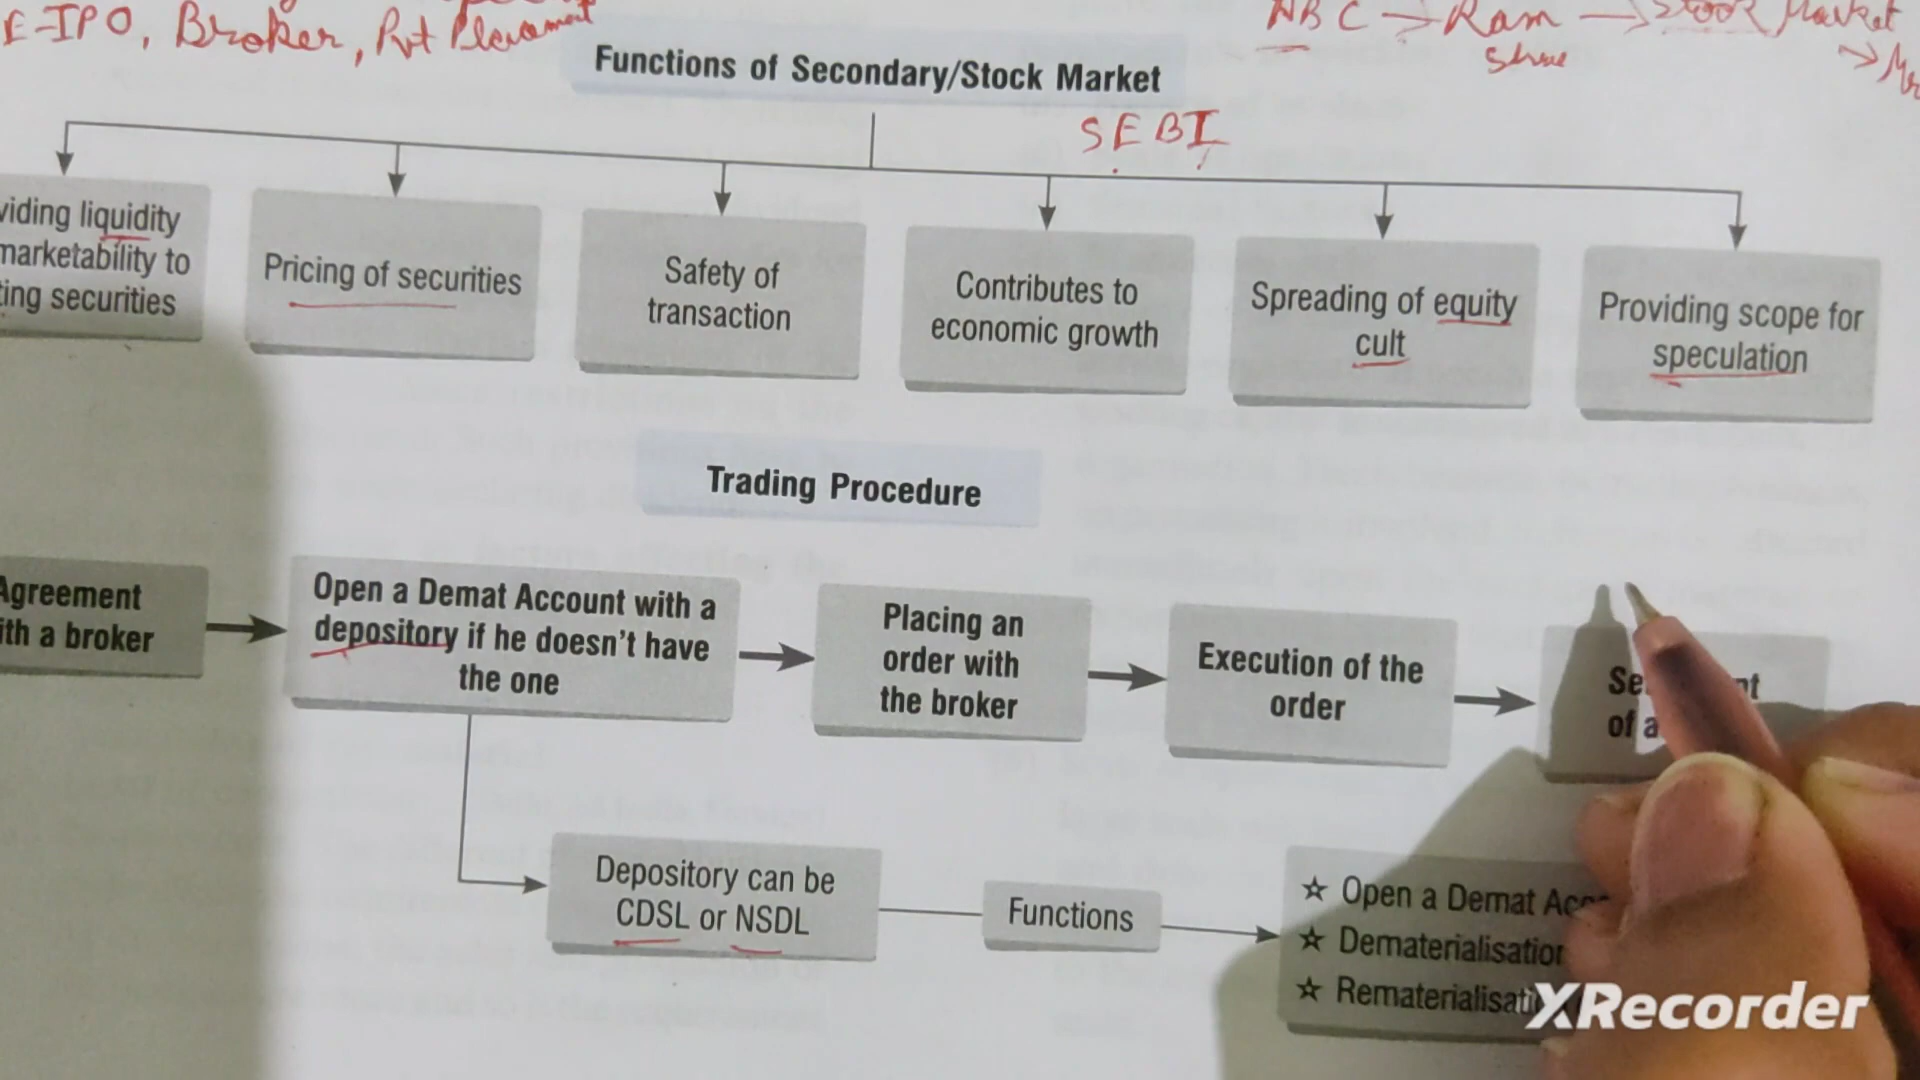 E-IPO, Broker, Pvt Placement
ABC → Ram → Stock Market
Share
Functions of Secondary/Stock Market
SEBI
viding liquidity
marketability to
ting securities
Pricing of securities
Safety of
transaction
Contributes to
economic growth
Spreading of equity
cult
Providing scope for
speculation
Trading Procedure
Agreement
ith a broker
Open a Demat Account with a
depository if he doesn't have
the one
Placing an
order with
the broker
Execution of the
order
of a
Depository can be
CDSL or NSDL
Functions
☆ Open a Demat Acc
☆ Dematerialisation
☆ Rematerialisati
XRecorder